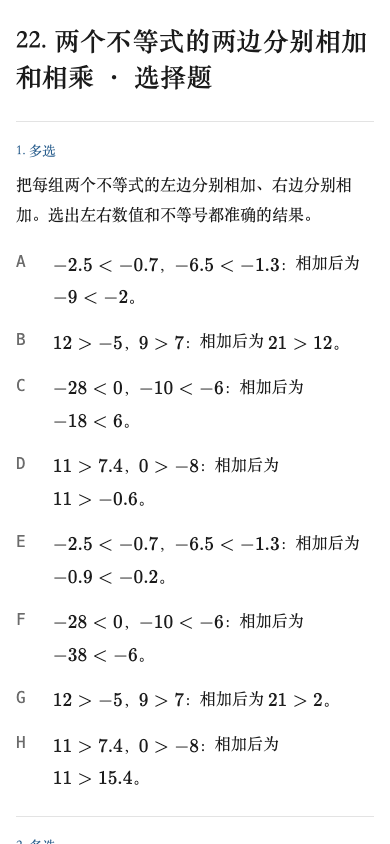 22. 两个不等式的两边分别相加
和相乘 · 选择题
1. 多选
把每组两个不等式的左边分别相加、右边分别相
加。选出左右数值和不等号都准确的结果。
A −2.5 < −0.7, −6.5 < −1.3: 相加后为
−9 < −2。
B 12 > −5, 9 > 7: 相加后为 21 > 12。
C −28 < 0, −10 < −6: 相加后为
−18 < 6。
D 11 > 7.4, 0 > −8: 相加后为
11 > −0.6。
E −2.5 < −0.7, −6.5 < −1.3: 相加后为
−0.9 < −0.2。
F −28 < 0, −10 < −6: 相加后为
−38 < −6。
G 12 > −5, 9 > 7: 相加后为 21 > 2。
H 11 > 7.4, 0 > −8: 相加后为
11 > 15.4。